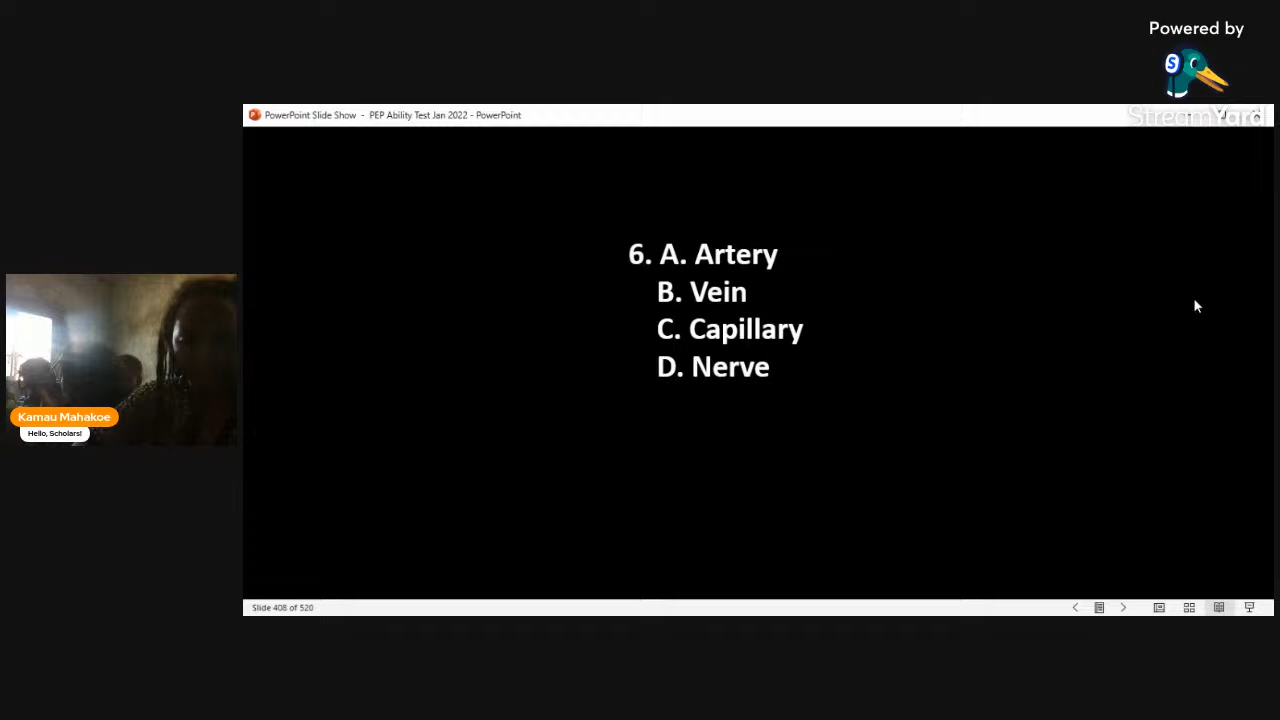 Powered by
StreamYard
PowerPoint Slide Show - PEP Ability Test Jan 2022 - PowerPoint
6. A. Artery
B. Vein
C. Capillary
D. Nerve
Kamau Mahakoe
Hello, Scholars!
Slide 408 of 520